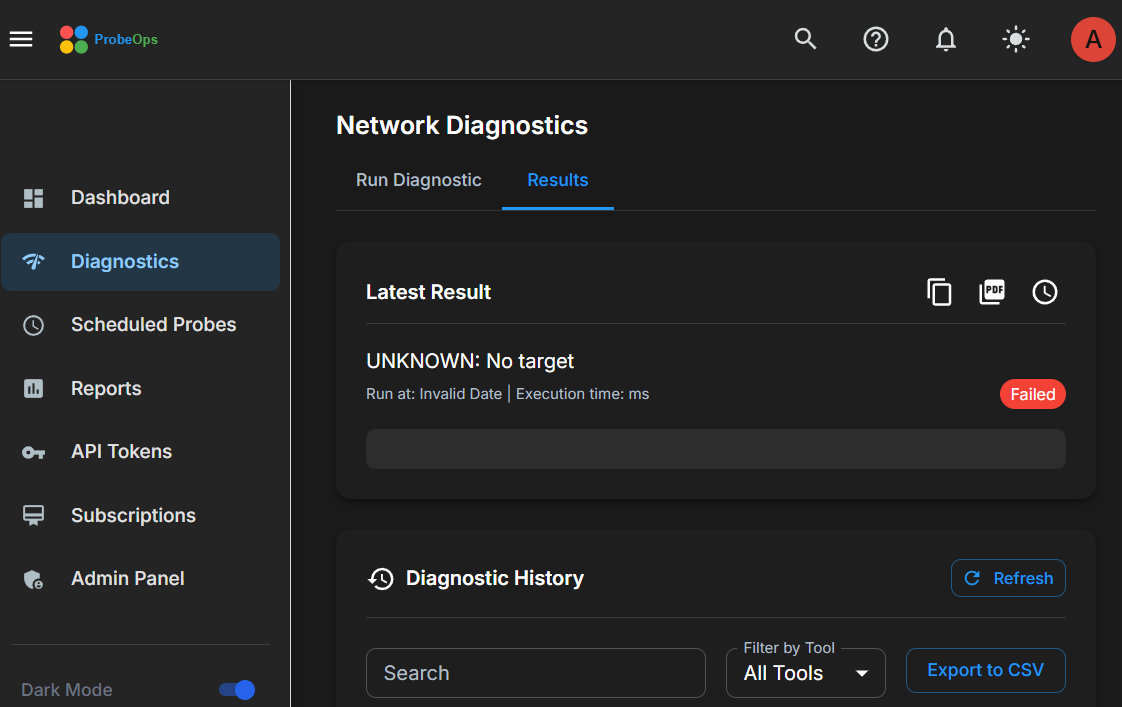 ProbeOps
A
Dashboard
Diagnostics
Scheduled Probes
Reports
API Tokens
Subscriptions
Admin Panel
Dark Mode
Network Diagnostics
Run Diagnostic
Results
Latest Result
PDF
UNKNOWN: No target
Run at: Invalid Date | Execution time: ms
Failed
Diagnostic History
Refresh
Search
Filter by Tool
All Tools
Export to CSV